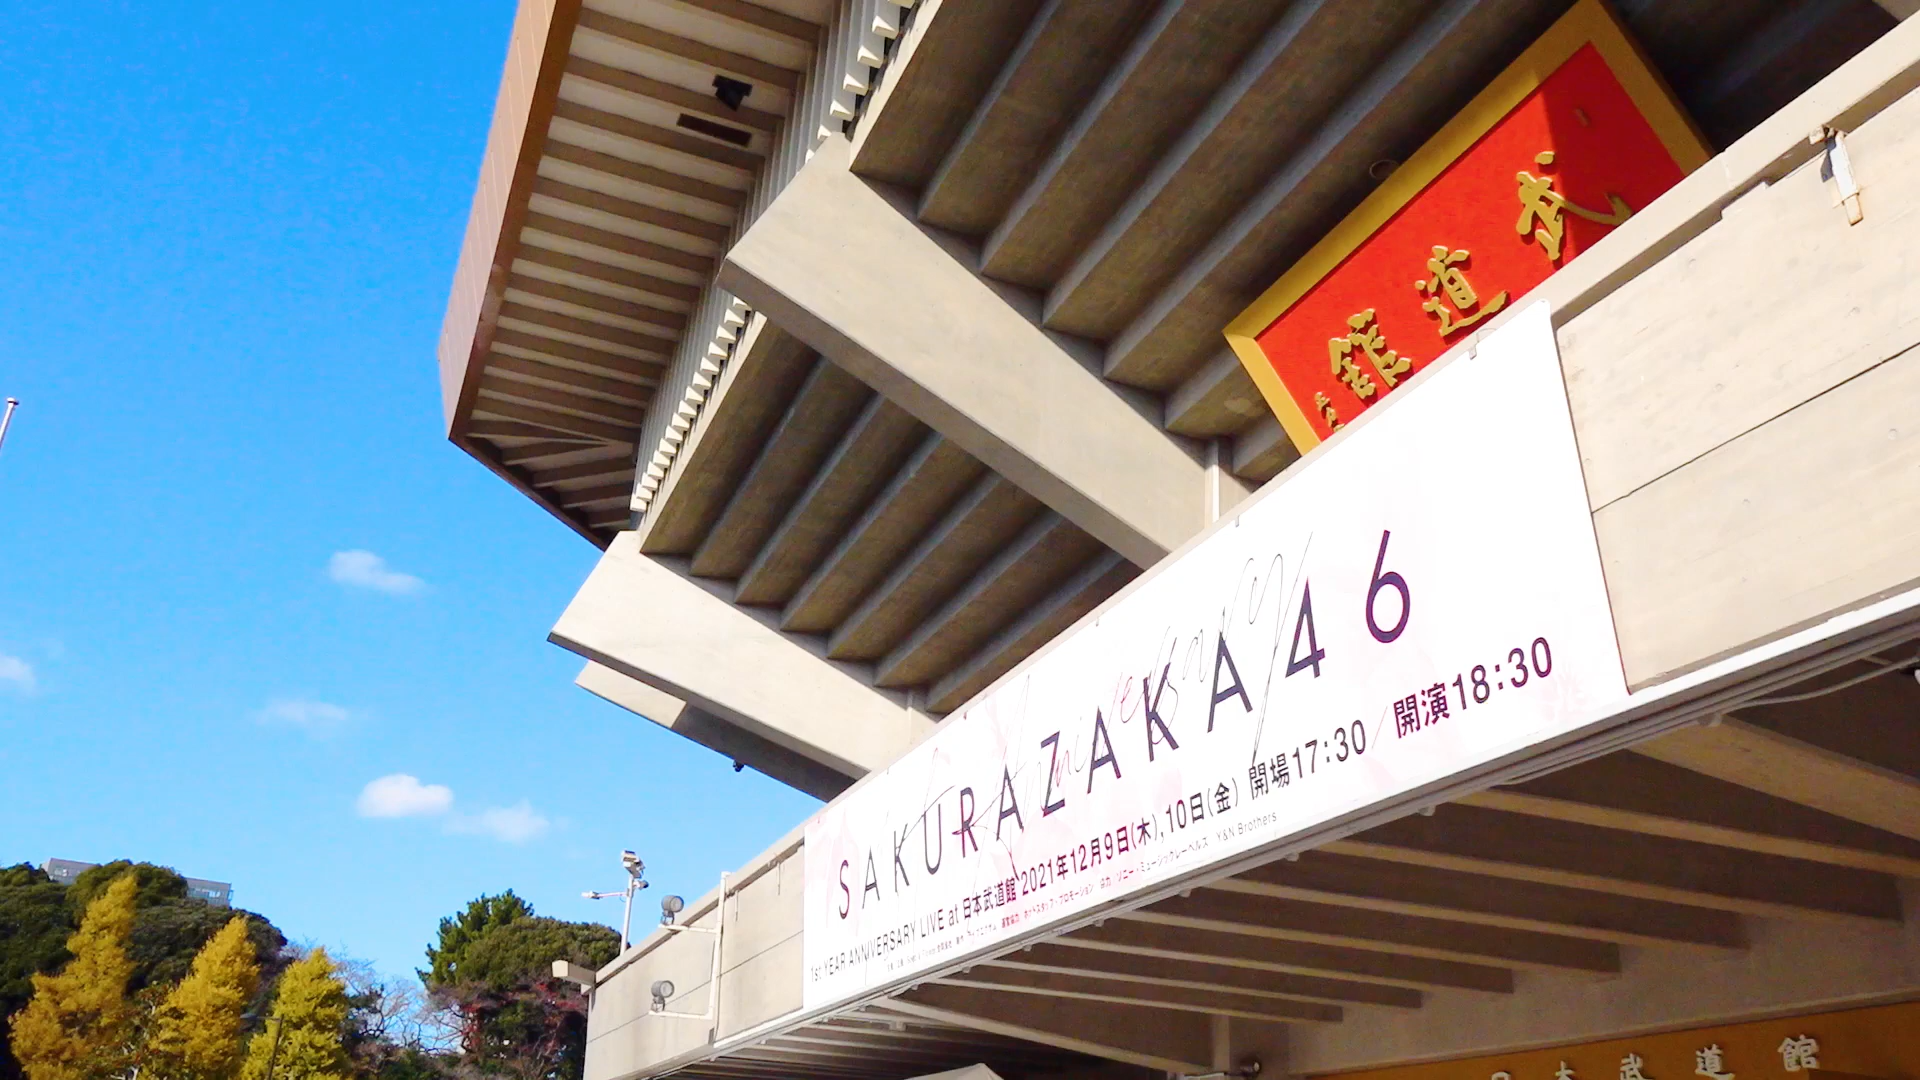 武道館
1st Anniversary
SAKURAZAKA46
1st YEAR ANNIVERSARY LIVE at 日本武道館 2021年12月9日(木),10日(金) 開場17:30/開演18:30
Y&N Brothers
本武道館